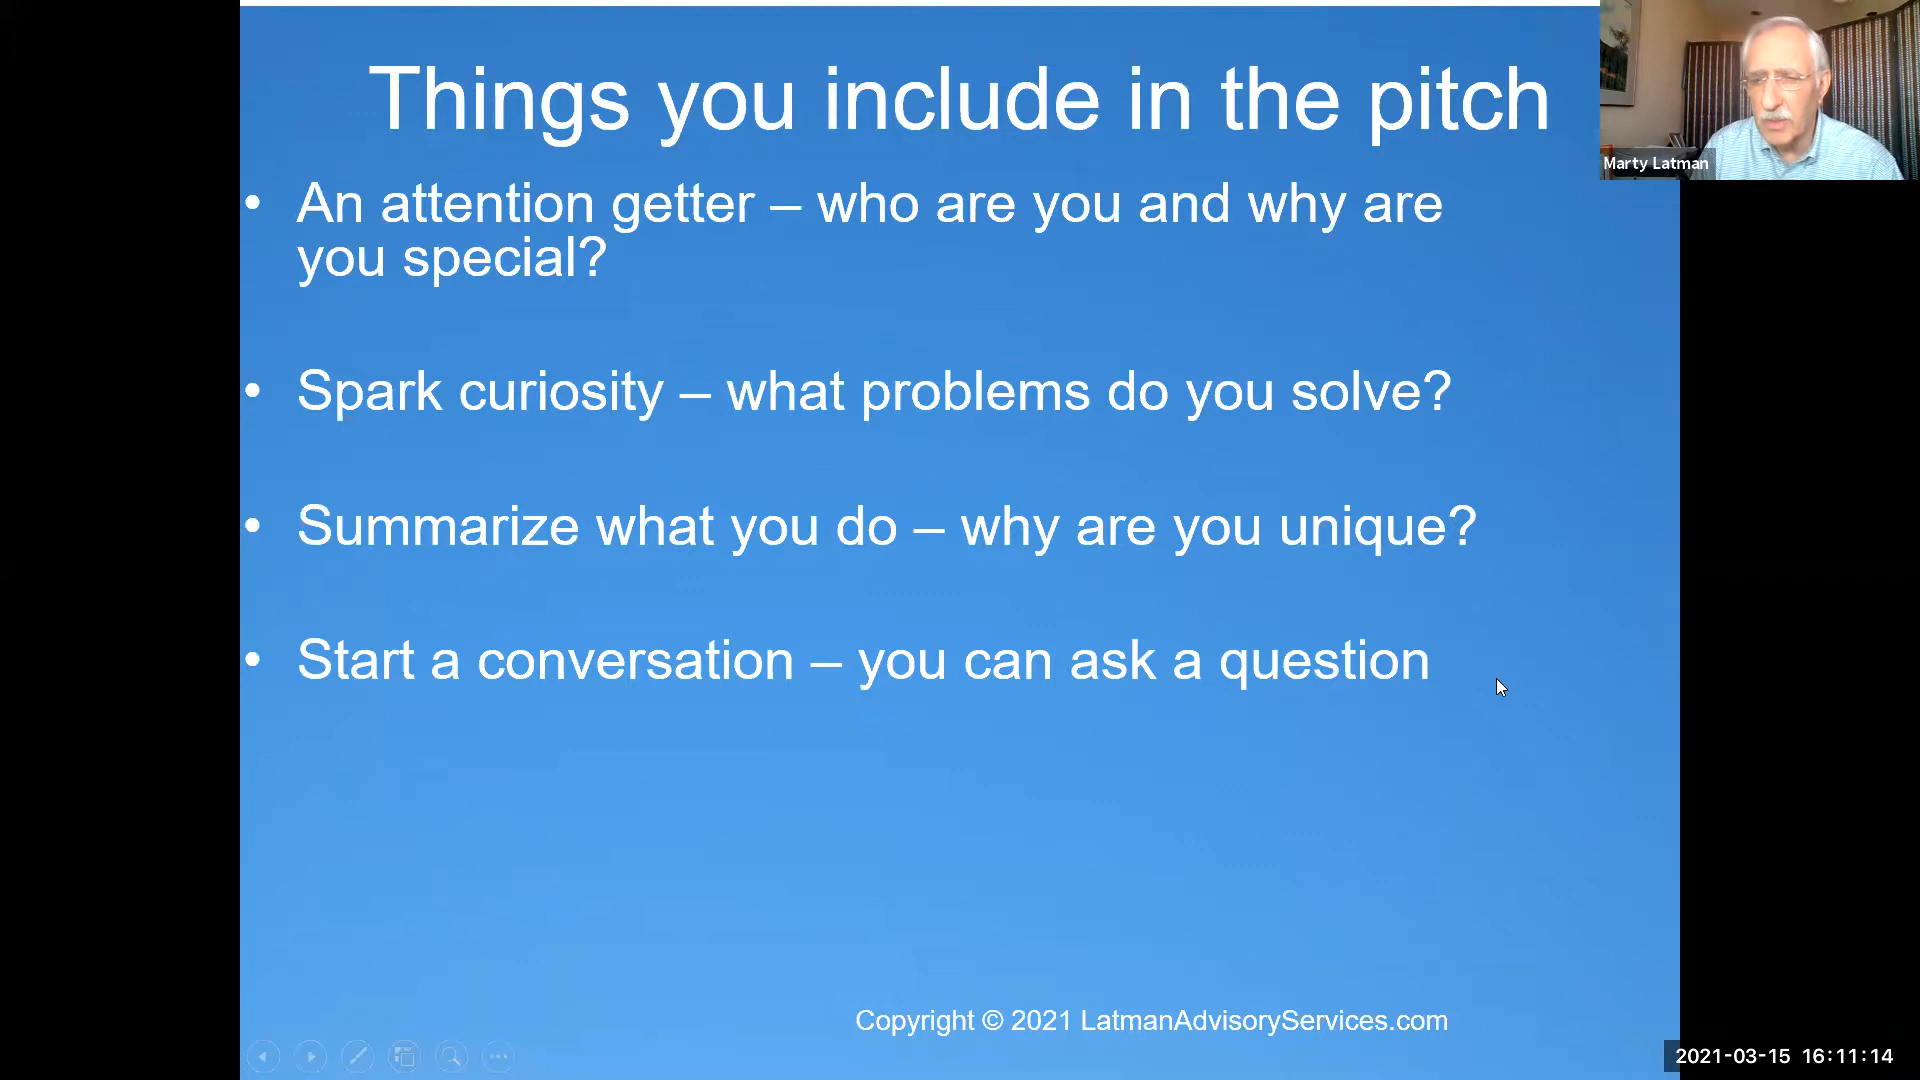 Things you include in the pitch
• An attention getter – who are you and why are
you special?
• Spark curiosity – what problems do you solve?
• Summarize what you do – why are you unique?
• Start a conversation – you can ask a question
Copyright © 2021 LatmanAdvisoryServices.com
Marty Latman
2021-03-15 16:11:14